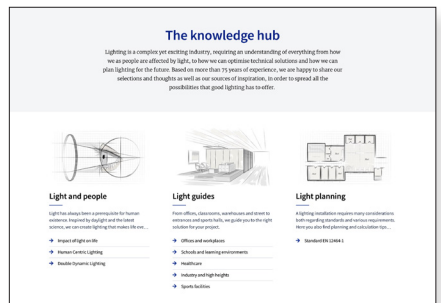 The knowledge hub
Lighting is a complex yet exciting industry, requiring an understanding of everything from how
we as people are affected by light, to how we can optimise technical solutions and how we can
plan lighting for the future. Based on more than 75 years of experience, we are happy to share our
selections and thoughts as well as our sources of inspiration, in order to spread all the
possibilities that good lighting has to offer.
Light and people
Light has always been a prerequisite for human
existence. Inspired by daylight and the latest
science, we can create lighting that makes life eve...
→ Impact of light on life
→ Human Centric Lighting
→ Double Dynamic Lighting
Light guides
From offices, classrooms, warehouses and street to
entrances and sports halls, we guide you to the right
solution for your project.
→ Offices and workplaces
→ Schools and learning environments
→ Healthcare
→ Industry and high heights
→ Sports facilities
Light planning
A lighting installation requires many considerations
both regarding standards and various requirements.
Here you also find planning and calculation tips...
→ Standard EN 12464-1